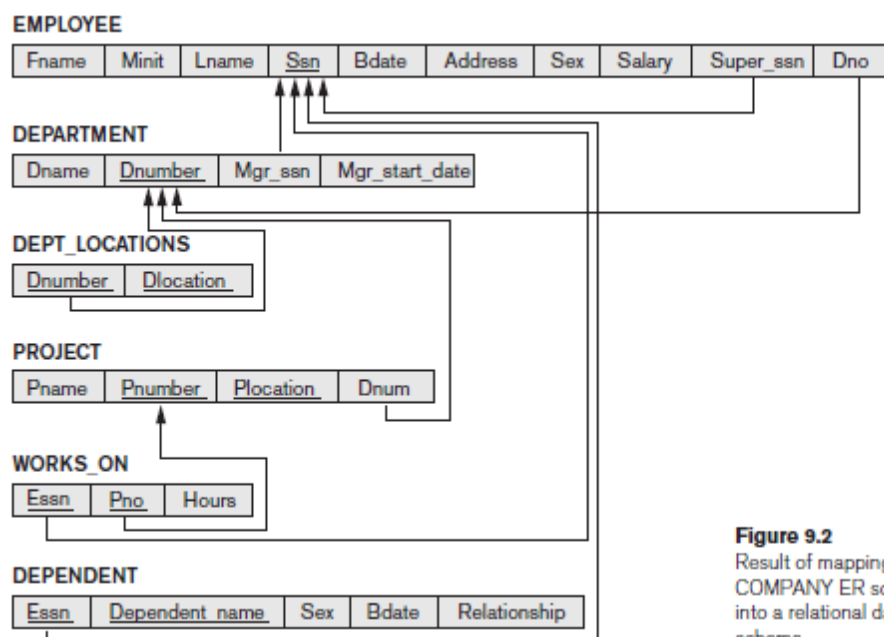 EMPLOYEE
Fname Minit Lname Ssn Bdate Address Sex Salary Super_ssn Dno
DEPARTMENT
Dname Dnumber Mgr_ssn Mgr_start_date
DEPT_LOCATIONS
Dnumber Dlocation
PROJECT
Pname Pnumber Plocation Dnum
WORKS_ON
Essn Pno Hours
DEPENDENT
Essn Dependent_name Sex Bdate Relationship
Figure 9.2
Result of mapping
COMPANY ER
into a relational